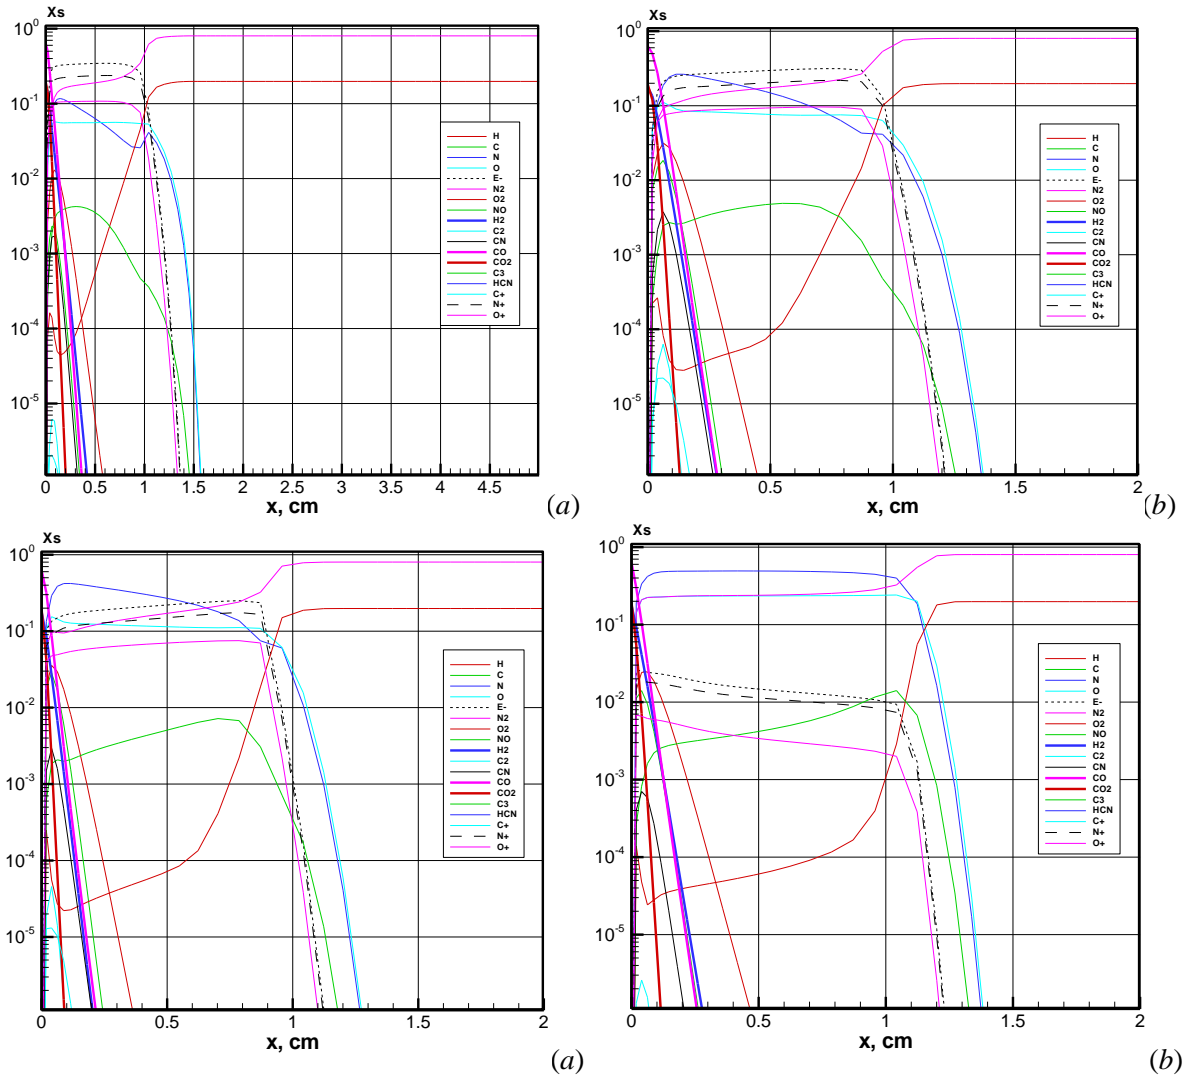 Xs
10⁰
10⁻¹
10⁻²
10⁻³
10⁻⁴
10⁻⁵
0 0.5 1 1.5 2 2.5 3 3.5 4 4.5
x, cm
H
C
N
O
E-
N2
O2
NO
H2
C2
CN
CO
CO2
C3
HCN
C+
N+
O+
(a)
Xs
10⁰
10⁻¹
10⁻²
10⁻³
10⁻⁴
10⁻⁵
0 0.5 1 1.5 2
x, cm
H
C
N
O
E-
N2
O2
NO
H2
C2
CN
CO
CO2
C3
HCN
C+
N+
O+
(b)
Xs
10⁰
10⁻¹
10⁻²
10⁻³
10⁻⁴
10⁻⁵
0 0.5 1 1.5 2
x, cm
H
C
N
O
E-
N2
O2
NO
H2
C2
CN
CO
CO2
C3
HCN
C+
N+
O+
(a)
Xs
10⁰
10⁻¹
10⁻²
10⁻³
10⁻⁴
10⁻⁵
0 0.5 1 1.5 2
x, cm
H
C
N
O
E-
N2
O2
NO
H2
C2
CN
CO
CO2
C3
HCN
C+
N+
O+
(b)